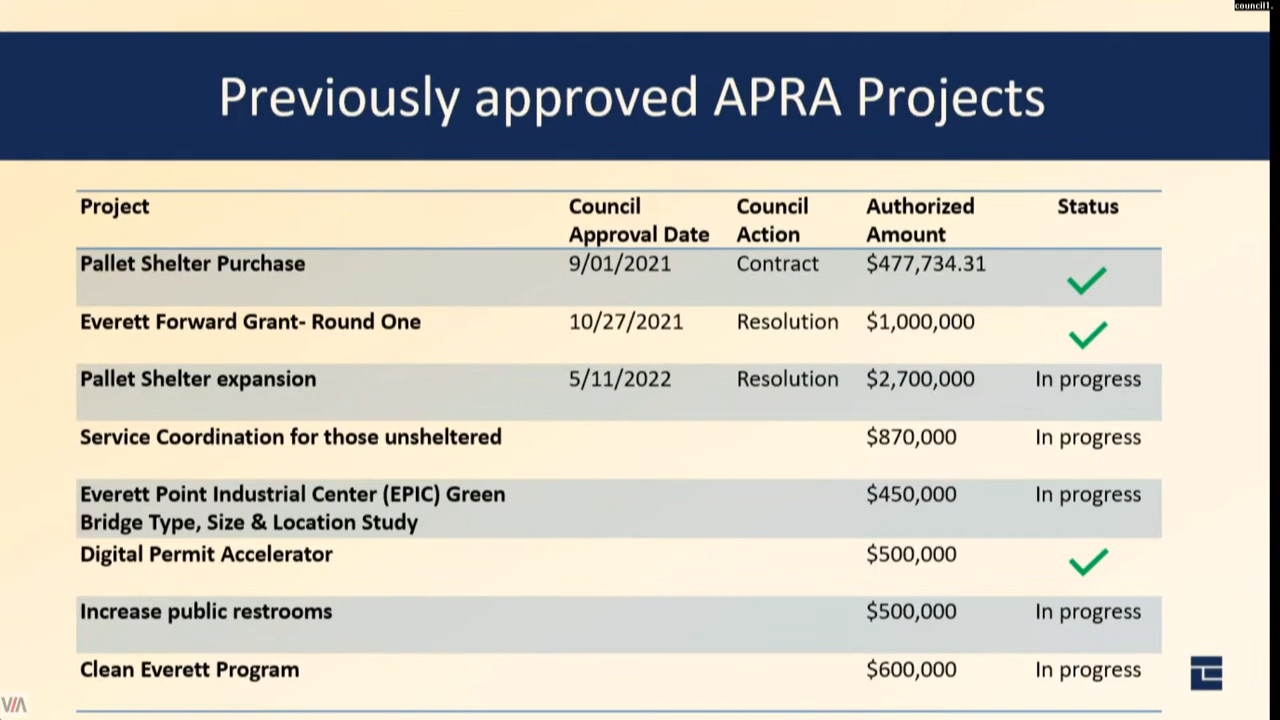 council1.
Previously approved APRA Projects
Project Council Approval Date Council Action Authorized Amount Status
Pallet Shelter Purchase 9/01/2021 Contract $477,734.31
Everett Forward Grant- Round One 10/27/2021 Resolution $1,000,000
Pallet Shelter expansion 5/11/2022 Resolution $2,700,000 In progress
Service Coordination for those unsheltered $870,000 In progress
Everett Point Industrial Center (EPIC) Green $450,000 In progress
Bridge Type, Size & Location Study
Digital Permit Accelerator $500,000
Increase public restrooms $500,000 In progress
Clean Everett Program $600,000 In progress
VIA